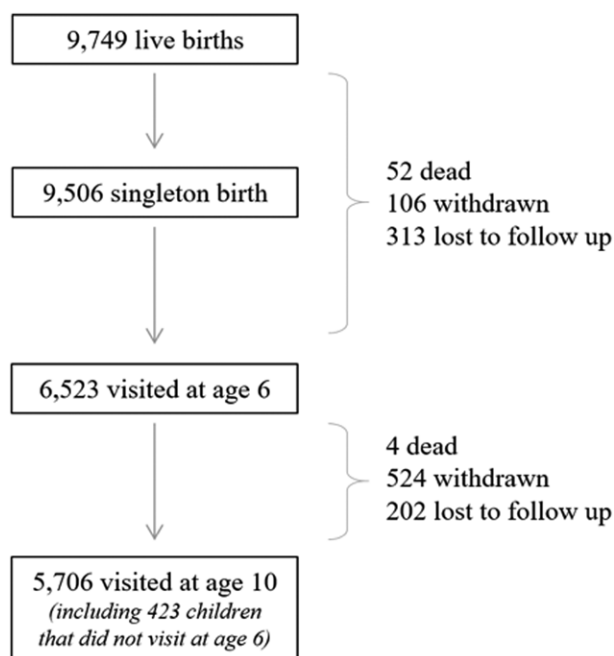 9,749 live births
52 dead
106 withdrawn
313 lost to follow up
9,506 singleton birth
6,523 visited at age 6
4 dead
524 withdrawn
202 lost to follow up
5,706 visited at age 10
(including 423 children
that did not visit at age 6)